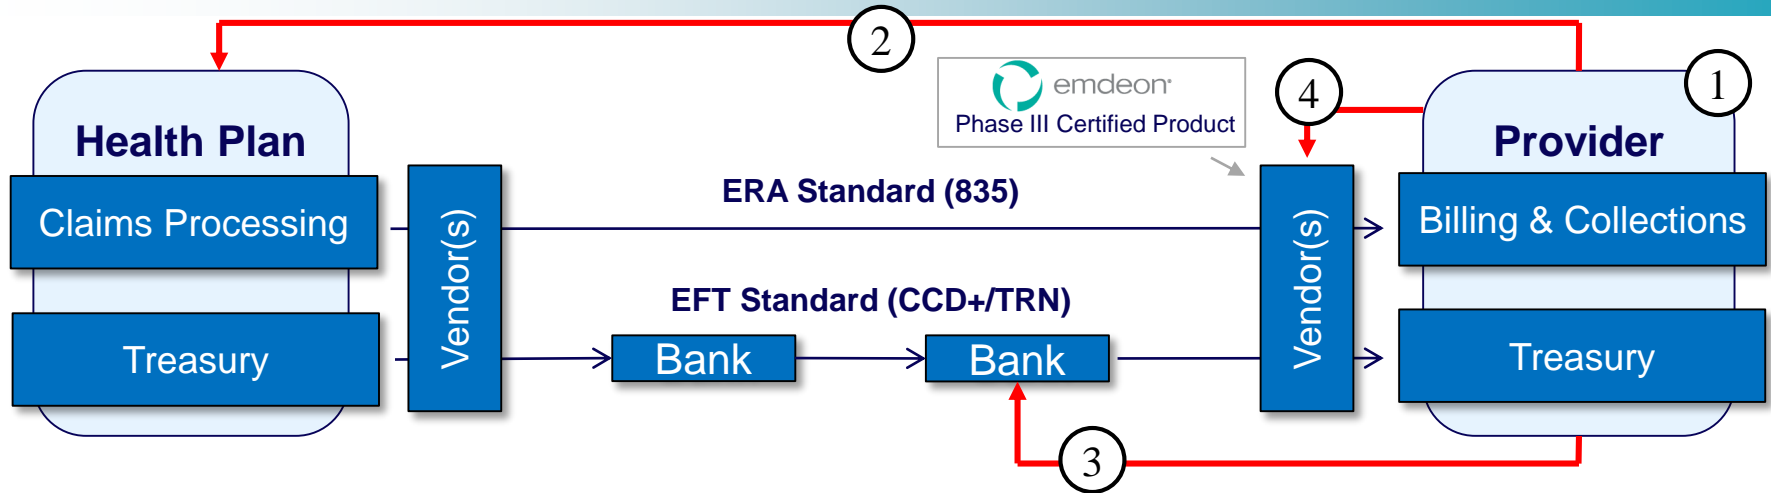 2
emdeon
Phase III Certified Product
4
1
Health Plan
Provider
Claims Processing
Vendor(s)
ERA Standard (835)
Vendor(s)
Billing & Collections
EFT Standard (CCD+/TRN)
Treasury
Bank
Bank
Treasury
3